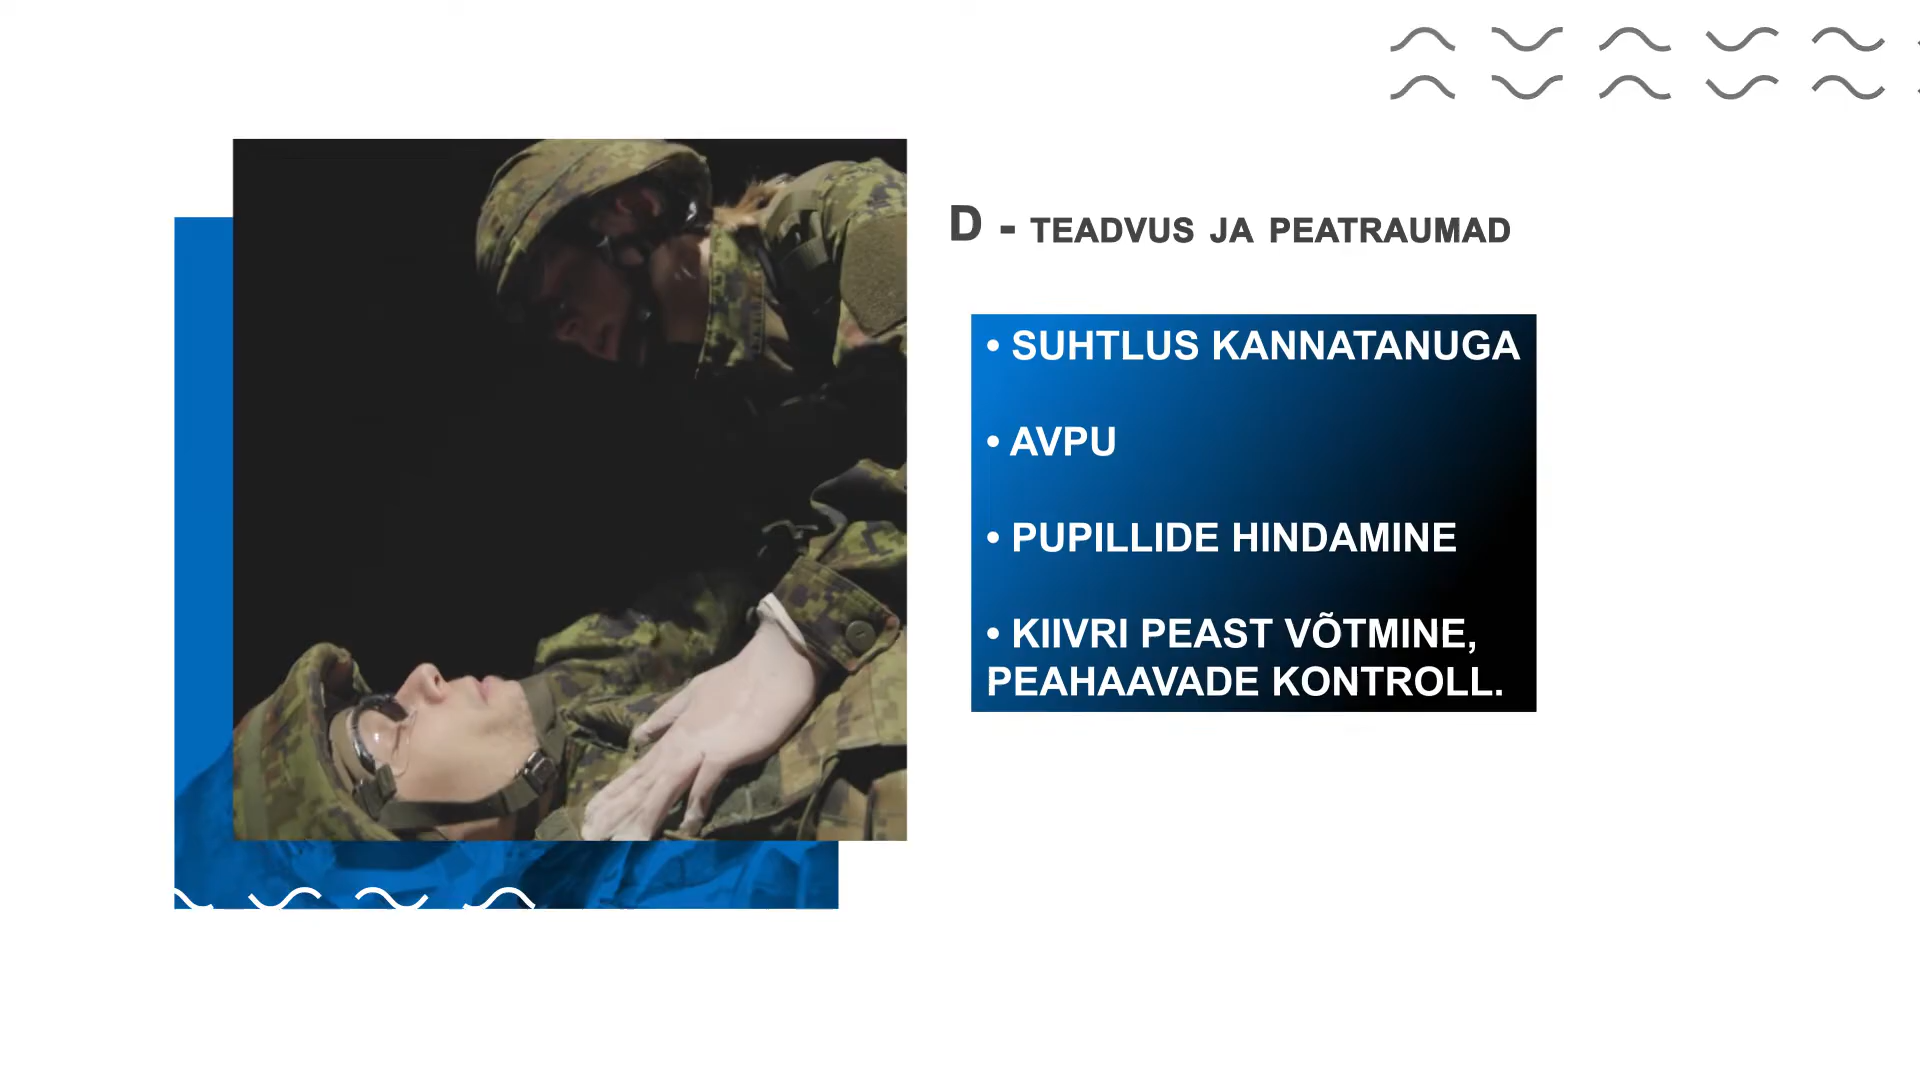 D - TEADVUS JA PEATRAUMAD
• SUHTLUS KANNATANUGA
• AVPU
• PUPILLIDE HINDAMINE
• KIIVRI PEAST VÕTMINE,
PEAHAAVADE KONTROLL.